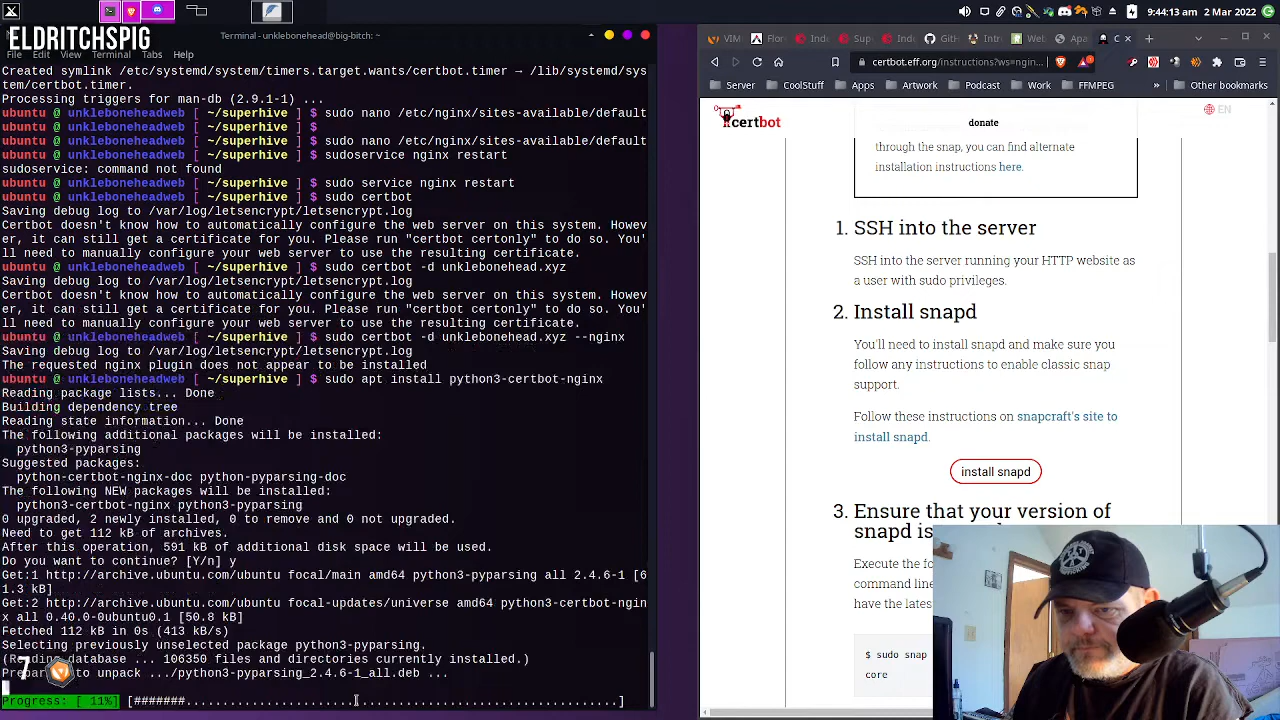 9:44:13 am 2 Mar 2022
ELDRITCHSPIG
Terminal - unklebonehead@big-bitch: ~
File Edit View Terminal Tabs Help
Created symlink /etc/systemd/system/timers.target.wants/certbot.timer → /lib/systemd/sys
tem/certbot.timer.
Processing triggers for man-db (2.9.1-1) ...
ubuntu @ unkleboneheadweb [ ~/superhive ] $ sudo nano /etc/nginx/sites-available/default
ubuntu @ unkleboneheadweb [ ~/superhive ] $
ubuntu @ unkleboneheadweb [ ~/superhive ] $ sudo nano /etc/nginx/sites-available/default
ubuntu @ unkleboneheadweb [ ~/superhive ] $ sudoservice nginx restart
sudoservice: command not found
ubuntu @ unkleboneheadweb [ ~/superhive ] $ sudo service nginx restart
ubuntu @ unkleboneheadweb [ ~/superhive ] $ sudo certbot
Saving debug log to /var/log/letsencrypt/letsencrypt.log
Certbot doesn't know how to automatically configure the web server on this system. Howev
er, it can still get a certificate for you. Please run "certbot certonly" to do so. You'
ll need to manually configure your web server to use the resulting certificate.
ubuntu @ unkleboneheadweb [ ~/superhive ] $ sudo certbot -d unklebonehead.xyz
Saving debug log to /var/log/letsencrypt/letsencrypt.log
Certbot doesn't know how to automatically configure the web server on this system. Howev
er, it can still get a certificate for you. Please run "certbot certonly" to do so. You'
ll need to manually configure your web server to use the resulting certificate.
ubuntu @ unkleboneheadweb [ ~/superhive ] $ sudo certbot -d unklebonehead.xyz --nginx
Saving debug log to /var/log/letsencrypt/letsencrypt.log
The requested nginx plugin does not appear to be installed
ubuntu @ unkleboneheadweb [ ~/superhive ] $ sudo apt install python3-certbot-nginx
Reading package lists... Done
Building dependency tree
Reading state information... Done
The following additional packages will be installed:
python3-pyparsing
Suggested packages:
python-certbot-nginx-doc python-pyparsing-doc
The following NEW packages will be installed:
python3-certbot-nginx python3-pyparsing
0 upgraded, 2 newly installed, 0 to remove and 0 not upgraded.
Need to get 112 kB of archives.
After this operation, 591 kB of additional disk space will be used.
Do you want to continue? [Y/n] y
Get:1 http://archive.ubuntu.com/ubuntu focal/main amd64 python3-pyparsing all 2.4.6-1 [6
1.3 kB]
Get:2 http://archive.ubuntu.com/ubuntu focal-updates/universe amd64 python3-certbot-ngin
x all 0.40.0-0ubuntu0.1 [50.8 kB]
Fetched 112 kB in 0s (413 kB/s)
Selecting previously unselected package python3-pyparsing.
(Reading database ... 106350 files and directories currently installed.)
to unpack .../python3-pyparsing_2.4.6-1_all.deb ...
7
Progress: [ 11%] [#######.............................................................]
VIM Flor Indi Sup Indi GitH Inst Web Apa C
certbot.eff.org/instructions?ws=nginx...
Server CoolStuff Apps Artwork Podcast Work FFMPEG »
certbot
EN
donate
through the snap, you can find alternate
installation instructions here.
1. SSH into the server
SSH into the server running your HTTP website as
a user with sudo privileges.
2. Install snapd
You'll need to install snapd and make sure you
follow any instructions to enable classic snap
support.
Follow these instructions on snapcraft's site to
install snapd.
install snapd
3. Ensure that your version of
snapd is
Execute the fo
command line
have the latest
$ sudo snap
core